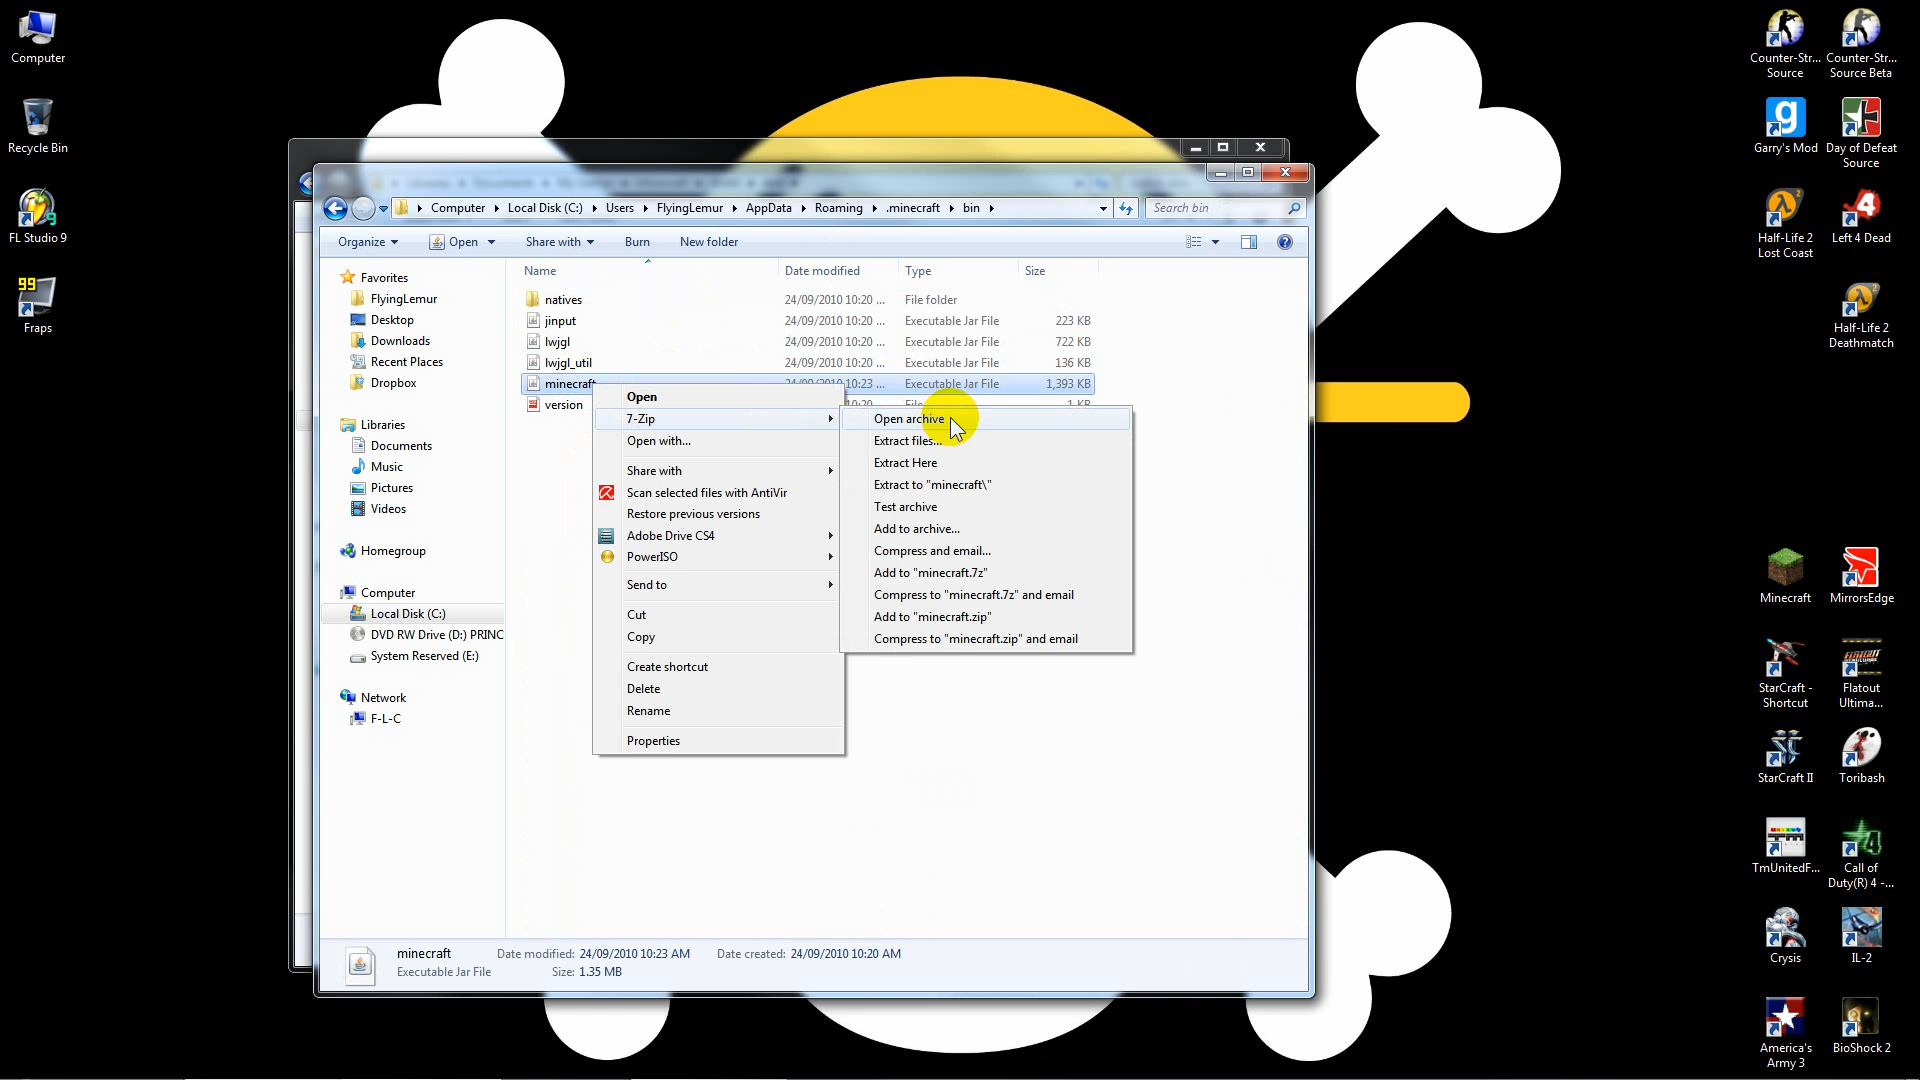 Computer
Recycle Bin
FL Studio 9
99
Fraps
Computer
Local Disk (C:)
Users
FlyingLemur
AppData
Roaming
.minecraft
bin
Search bin
Organize
Open
Share with
Burn
New folder
Name
Date modified
Type
Size
Favorites
FlyingLemur
Desktop
Downloads
Recent Places
Dropbox
Libraries
Documents
Music
Pictures
Videos
Homegroup
Computer
Local Disk (C:)
DVD RW Drive (D:) PRINC
System Reserved (E:)
Network
F-L-C
natives 24/09/2010 10:20 ... File folder
jinput 24/09/2010 10:20 ... Executable Jar File 223 KB
lwjgl 24/09/2010 10:20 ... Executable Jar File 722 KB
lwjgl_util 24/09/2010 10:20 ... Executable Jar File 136 KB
minecraft 24/09/2010 10:23 ... Executable Jar File 1,393 KB
version 1 KB
Open
7-Zip
Open with...
Share with
Scan selected files with AntiVir
Restore previous versions
Adobe Drive CS4
PowerISO
Send to
Cut
Copy
Create shortcut
Delete
Rename
Properties
Open archive
Extract files...
Extract Here
Extract to "minecraft\"
Test archive
Add to archive...
Compress and email...
Add to "minecraft.7z"
Compress to "minecraft.7z" and email
Add to "minecraft.zip"
Compress to "minecraft.zip" and email
minecraft Date modified: 24/09/2010 10:23 AM Date created: 24/09/2010 10:20 AM
Executable Jar File Size: 1.35 MB
Counter-Str...
Source
Counter-Str...
Source Beta
Garry's Mod
Day of Defeat
Source
Half-Life 2
Lost Coast
Left 4 Dead
Half-Life 2
Deathmatch
Minecraft
MirrorsEdge
StarCraft -
Shortcut
Flatout
Ultima...
StarCraft II
Toribash
TmUnitedF...
Call of
Duty(R) 4 -...
Crysis
IL-2
America's
Army 3
BioShock 2